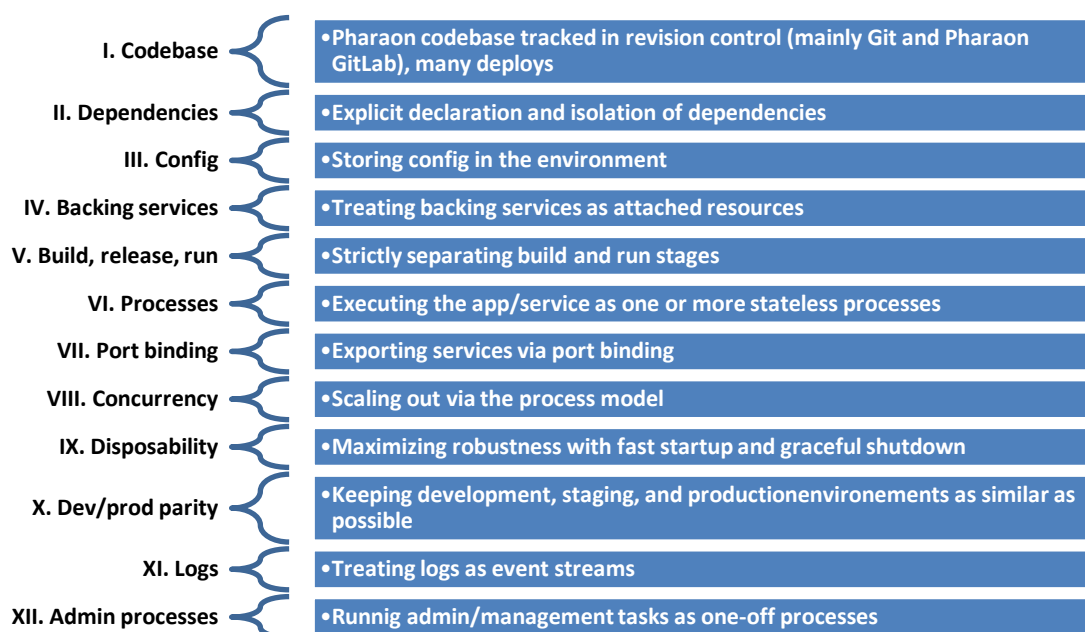 I. Codebase
•Pharaon codebase tracked in revision control (mainly Git and Pharaon
GitLab), many deploys
II. Dependencies
•Explicit declaration and isolation of dependencies
III. Config
•Storing config in the environment
IV. Backing services
•Treating backing services as attached resources
V. Build, release, run
•Strictly separating build and run stages
VI. Processes
•Executing the app/service as one or more stateless processes
VII. Port binding
•Exporting services via port binding
VIII. Concurrency
•Scaling out via the process model
IX. Disposability
•Maximizing robustness with fast startup and graceful shutdown
X. Dev/prod parity
•Keeping development, staging, and productionenvironements as similar as
possible
XI. Logs
•Treating logs as event streams
XII. Admin processes
•Runnig admin/management tasks as one-off processes